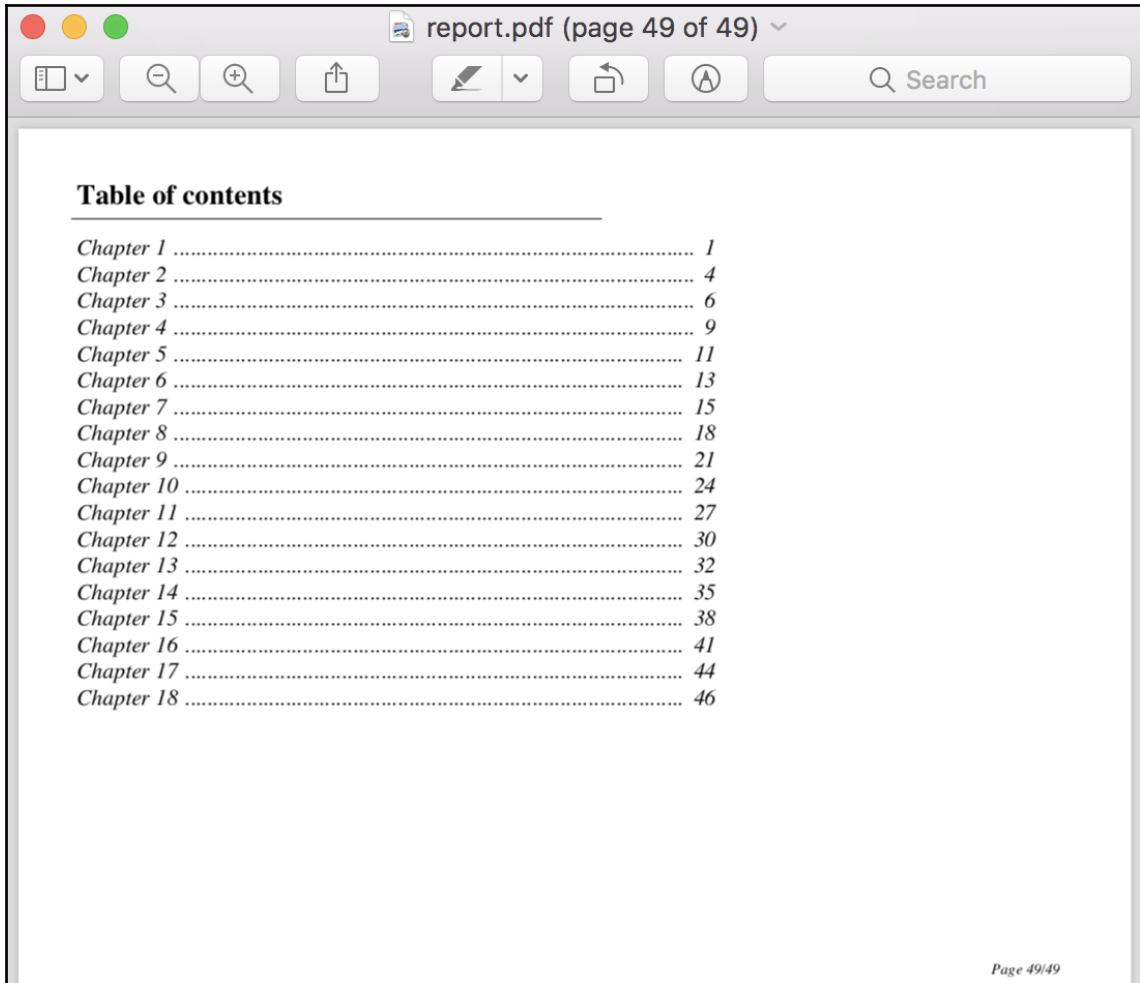 report.pdf (page 49 of 49)
Search
Table of contents
Chapter 1 ............................................................................................. 1
Chapter 2 ............................................................................................. 4
Chapter 3 ............................................................................................. 6
Chapter 4 ............................................................................................. 9
Chapter 5 ........................................................................................... 11
Chapter 6 ........................................................................................... 13
Chapter 7 ........................................................................................... 15
Chapter 8 ........................................................................................... 18
Chapter 9 ........................................................................................... 21
Chapter 10 ......................................................................................... 24
Chapter 11 ......................................................................................... 27
Chapter 12 ......................................................................................... 30
Chapter 13 ......................................................................................... 32
Chapter 14 ......................................................................................... 35
Chapter 15 ......................................................................................... 38
Chapter 16 ......................................................................................... 41
Chapter 17 ......................................................................................... 44
Chapter 18 ......................................................................................... 46
Page 49/49